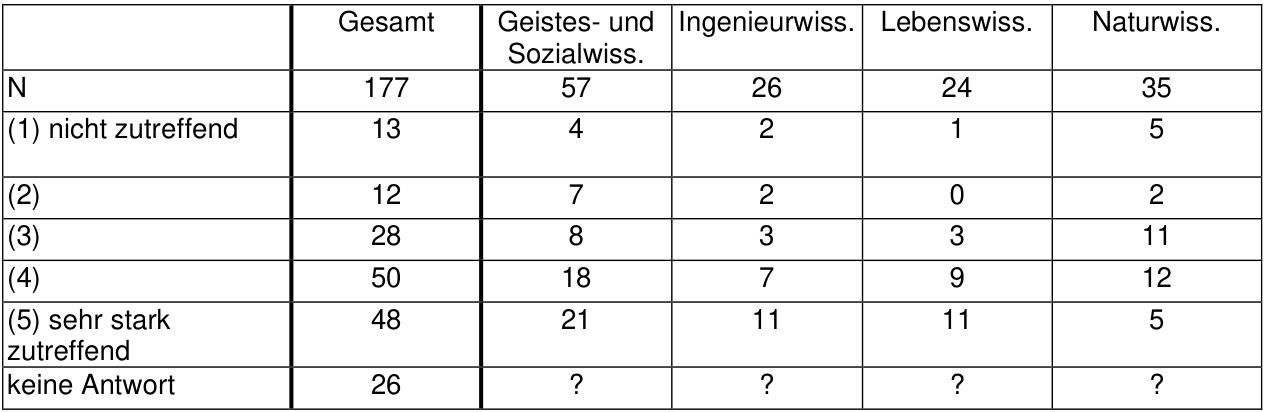 Gesamt Geistes- und Ingenieurwiss. Lebenswiss. Naturwiss.
Sozialwiss.
N 177 57 26 24 35
(1) nicht zutreffend 13 4 2 1 5
(2) 12 7 2 0 2
(3) 28 8 3 3 11
(4) 50 18 7 9 12
(5) sehr stark 48 21 11 11 5
zutreffend
keine Antwort 26 ? ? ? ?